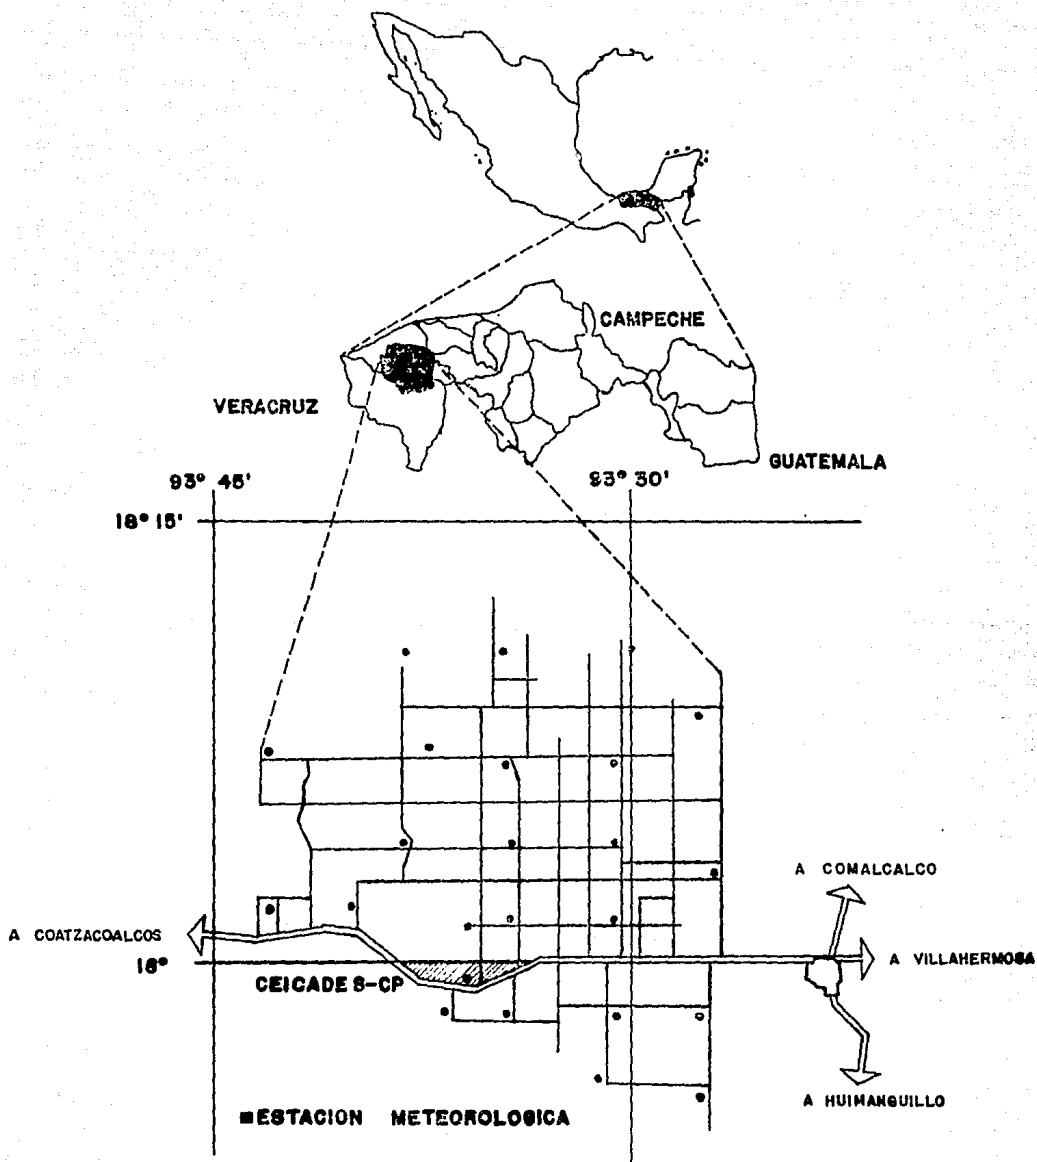 CAMPECHE
VERACRUZ
GUATEMALA
93° 45'
93° 30'
18° 15'
A COMALCALCO
A COATZACOALCOS
A VILLAHERMOSA
18°
CEICADES-CP
A HUIMANGUILLO
ESTACION METEOROLOGICA